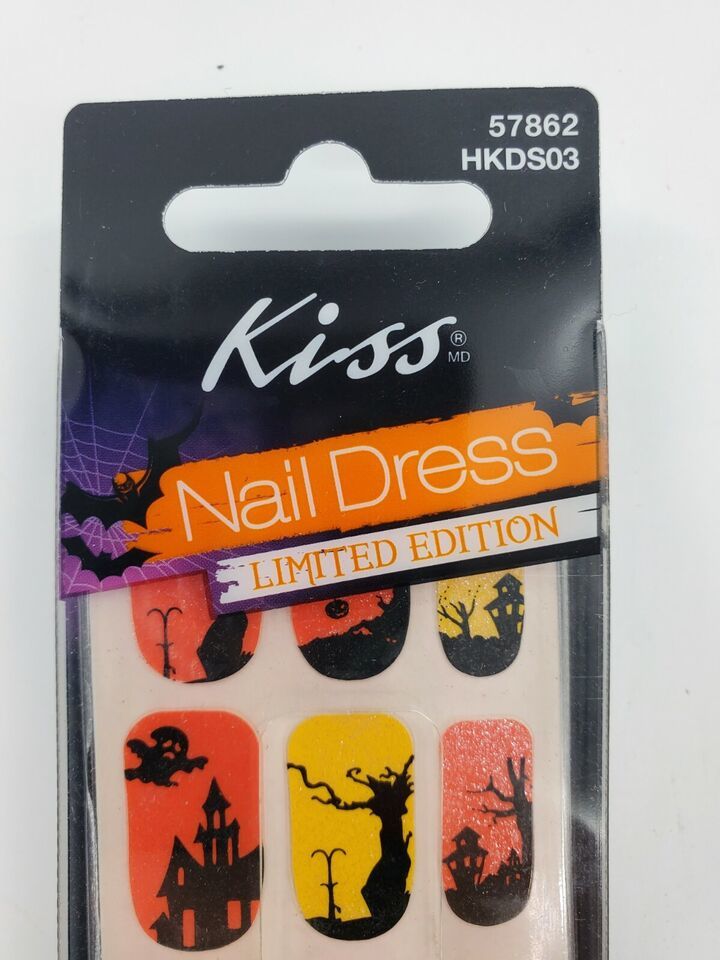 57862
HKDS03
Kiss®
MD
Nail Dress
LIMITED EDITION